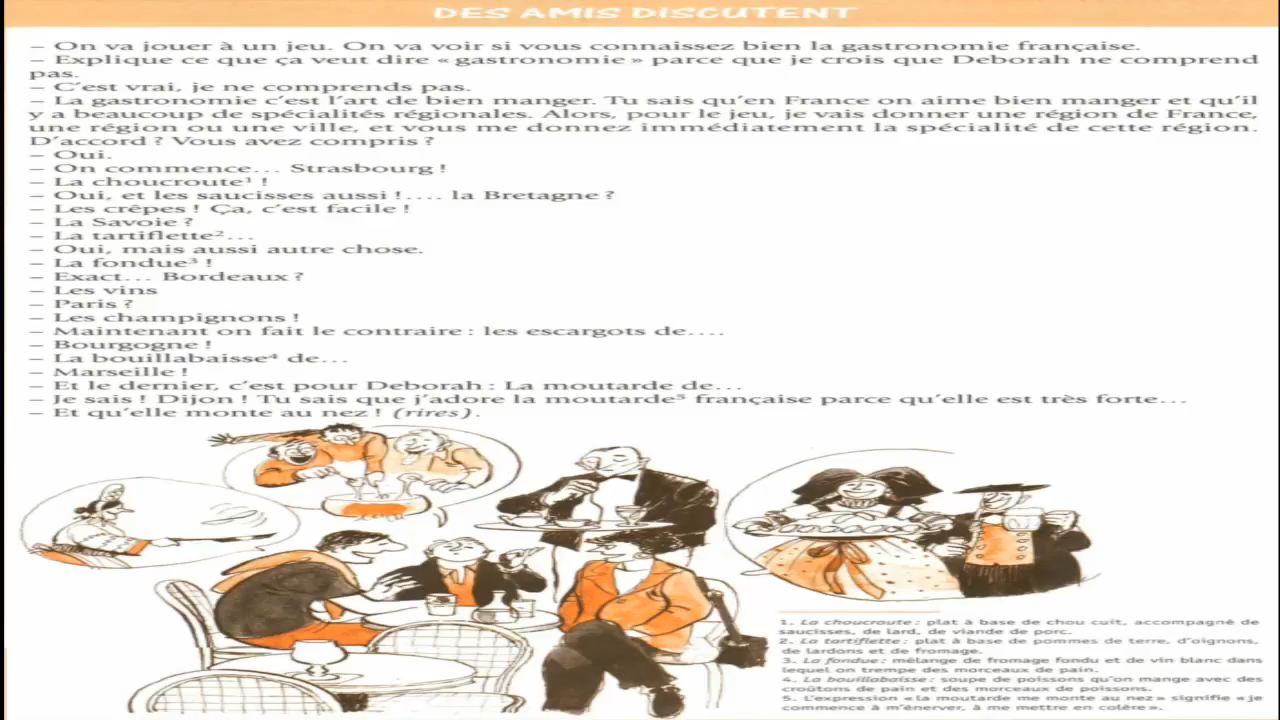 DES AMIS DISCUTENT
– On va jouer à un jeu. On va voir si vous connaissez bien la gastronomie française.
– Explique ce que ça veut dire « gastronomie » parce que je crois que Deborah ne comprend
pas.
– C'est vrai, je ne comprends pas.
– La gastronomie c'est l'art de bien manger. Tu sais qu'en France on aime bien manger et qu'il
y a beaucoup de spécialités régionales. Alors, pour le jeu, je vais donner une région de France,
une région ou une ville, et vous me donnez immédiatement la spécialité de cette région.
D'accord ? Vous avez compris ?
– Oui.
– On commence... Strasbourg !
– La choucroute¹ !
– Oui, et les saucisses aussi !.... la Bretagne ?
– Les crêpes ! Ça, c'est facile !
– La Savoie ?
– La tartiflette²...
– Oui, mais aussi autre chose.
– La fondue³ !
– Exact... Bordeaux ?
– Les vins
– Paris ?
– Les champignons !
– Maintenant on fait le contraire : les escargots de....
– Bourgogne !
– La bouillabaisse⁴ de...
– Marseille !
– Et le dernier, c'est pour Deborah : La moutarde de...
– Je sais ! Dijon ! Tu sais que j'adore la moutarde⁵ française parce qu'elle est très forte...
– Et qu'elle monte au nez ! (rires).
1. La choucroute : plat à base de chou cuit, accompagné de
saucisses, de lard, de viande de porc.
2. La tartiflette : plat à base de pommes de terre, d'oignons,
de lardons et de fromage.
3. La fondue : mélange de fromage fondu et de vin blanc dans
lequel on trempe des morceaux de pain.
4. La bouillabaisse : soupe de poissons qu'on mange avec des
croûtons de pain et des morceaux de poissons.
5. L'expression « la moutarde me monte au nez » signifie « je
commence à m'énerver, à me mettre en colère ».